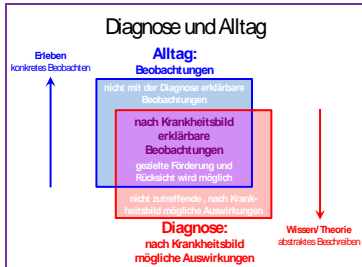 Diagnose und Alltag
Erleben
konkretes Beobachten
Alltag:
Beobachtungen
nicht mit der Diagnose erklärbare
Beobachtungen
nach Krankheitsbild
erklärbare
Beobachtungen
gezielte Förderung und
Rücksicht wird möglich
nicht zutreffende , nach Krank-
heitsbild mögliche Auswirkungen
Diagnose:
nach Krankheitsbild
mögliche Auswirkungen
Wissen/ Theorie
abstraktes Beschreiben